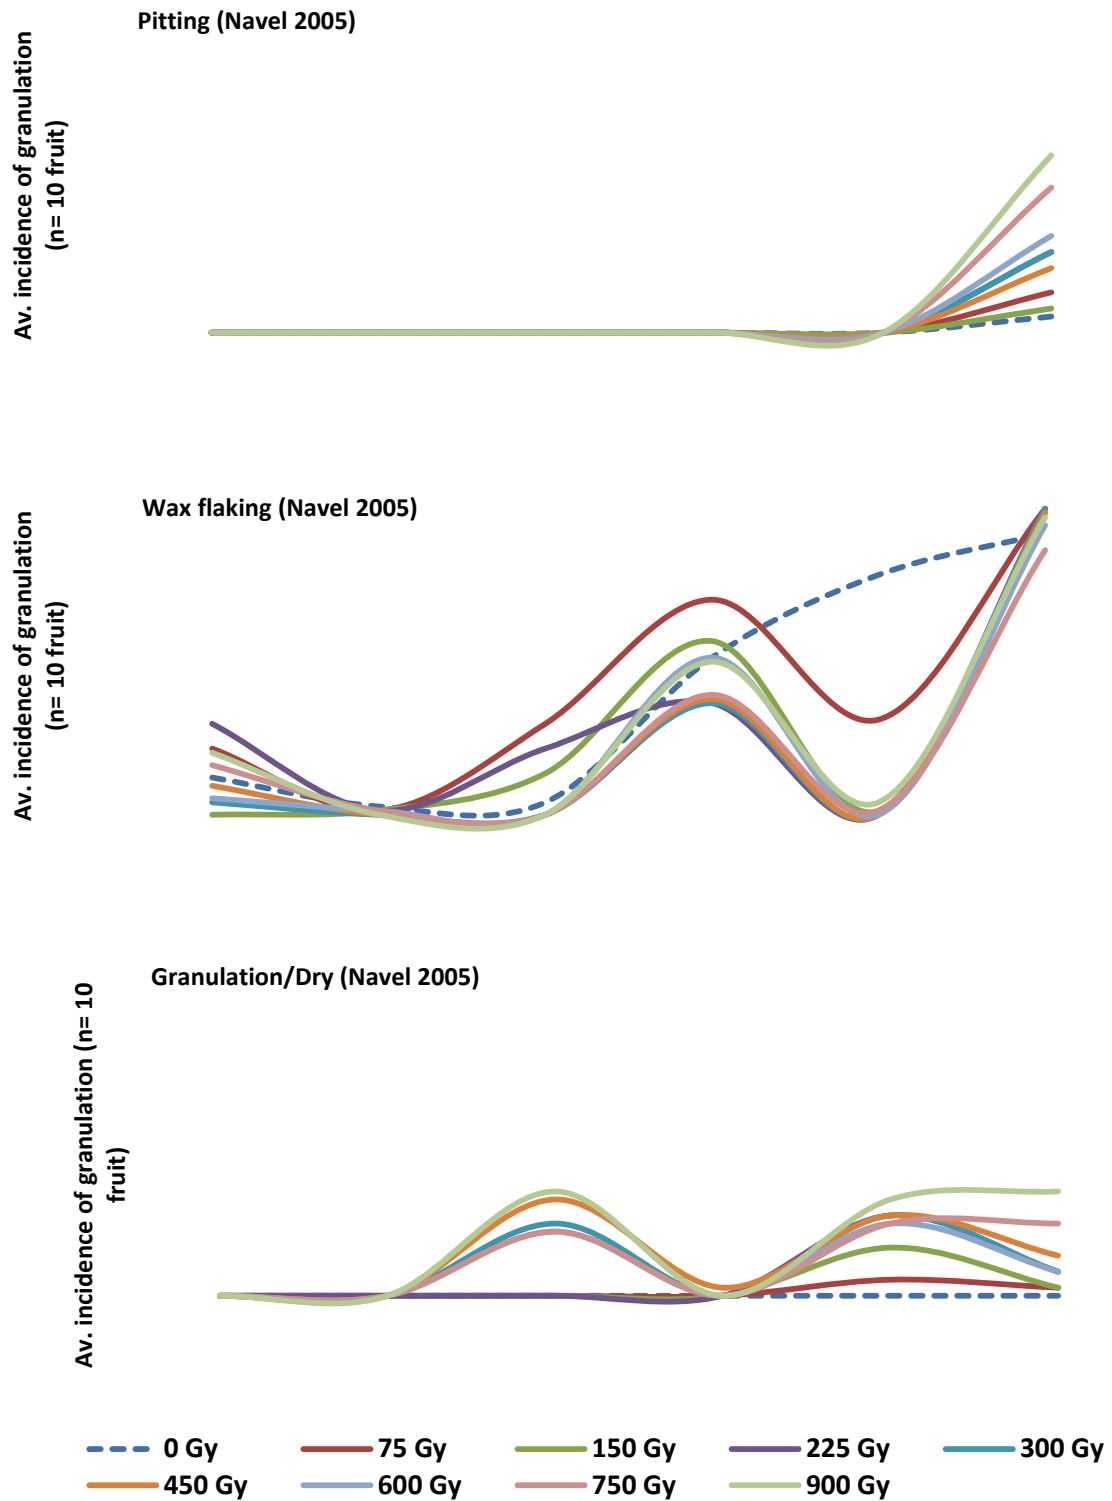 Pitting (Navel 2005)
Av. incidence of granulation
(n= 10 fruit)
Wax flaking (Navel 2005)
Av. incidence of granulation
(n= 10 fruit)
Granulation/Dry (Navel 2005)
Av. incidence of granulation (n= 10
fruit)
0 Gy 75 Gy 150 Gy 225 Gy 300 Gy
450 Gy 600 Gy 750 Gy 900 Gy